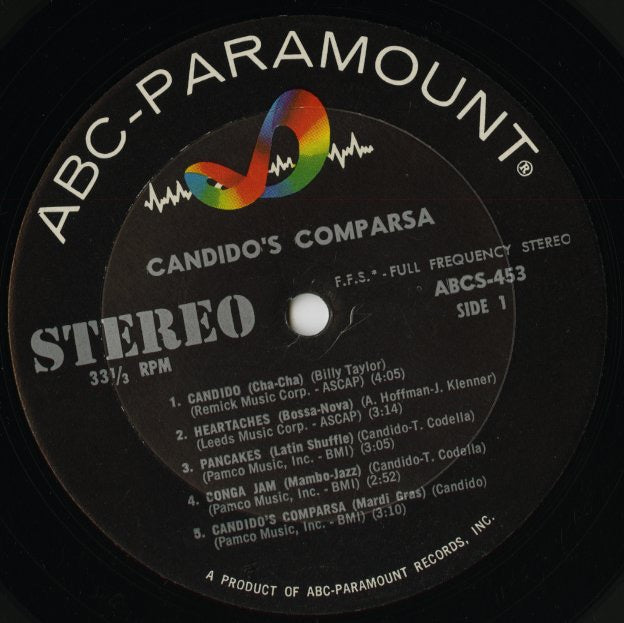 ABC-PARAMOUNT®
CANDIDO'S COMPARSA
F.F.S.* - FULL FREQUENCY STEREO
STEREO
ABCS-453
33⅓ RPM
SIDE 1
1. CANDIDO (Cha-Cha) (Billy Taylor)
(Remick Music Corp. - ASCAP) (4:05)
2. HEARTACHES (Bossa-Nova) (A. Hoffman-J. Klenner)
(Leeds Music Corp. - ASCAP) (3:14)
3. PANCAKES (Latin Shuffle) (Candido-T. Codella)
(Pamco Music, Inc. - BMI) (3:05)
4. CONGA JAM (Mambo-Jazz) (Candido-T. Codella)
(Pamco Music, Inc. - BMI) (2:52)
5. CANDIDO'S COMPARSA (Mardi Gras) (Candido)
(Pamco Music, Inc. - BMI) (3:10)
A PRODUCT OF ABC-PARAMOUNT RECORDS, INC.